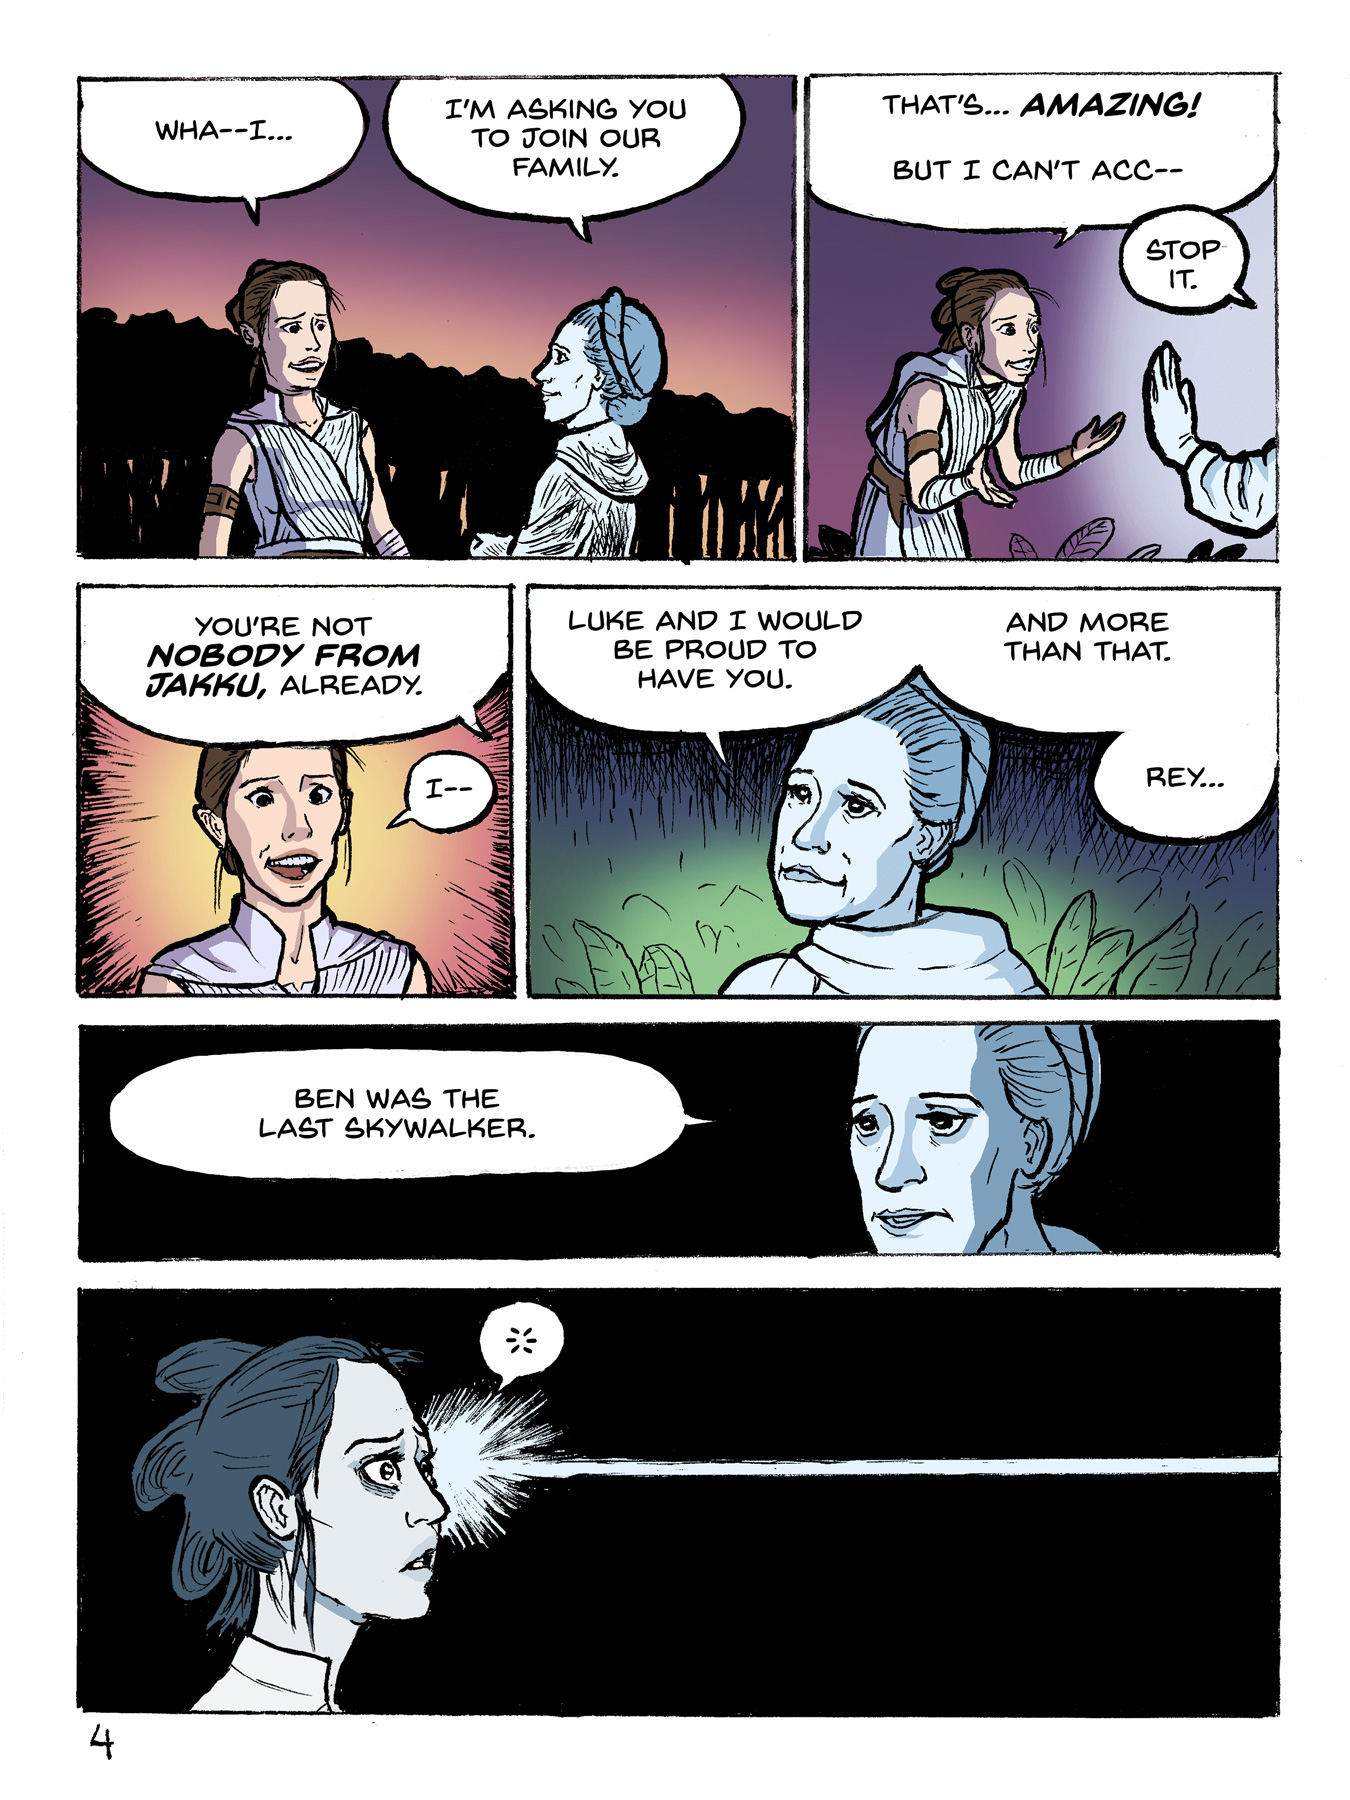 WHA--I...
I'M ASKING YOU
TO JOIN OUR
FAMILY.
THAT'S... AMAZING!
BUT I CAN'T ACC--
STOP
IT.
YOU'RE NOT
NOBODY FROM
JAKKU, ALREADY.
I--
LUKE AND I WOULD
BE PROUD TO
HAVE YOU.
AND MORE
THAN THAT.
REY...
BEN WAS THE
LAST SKYWALKER.
4